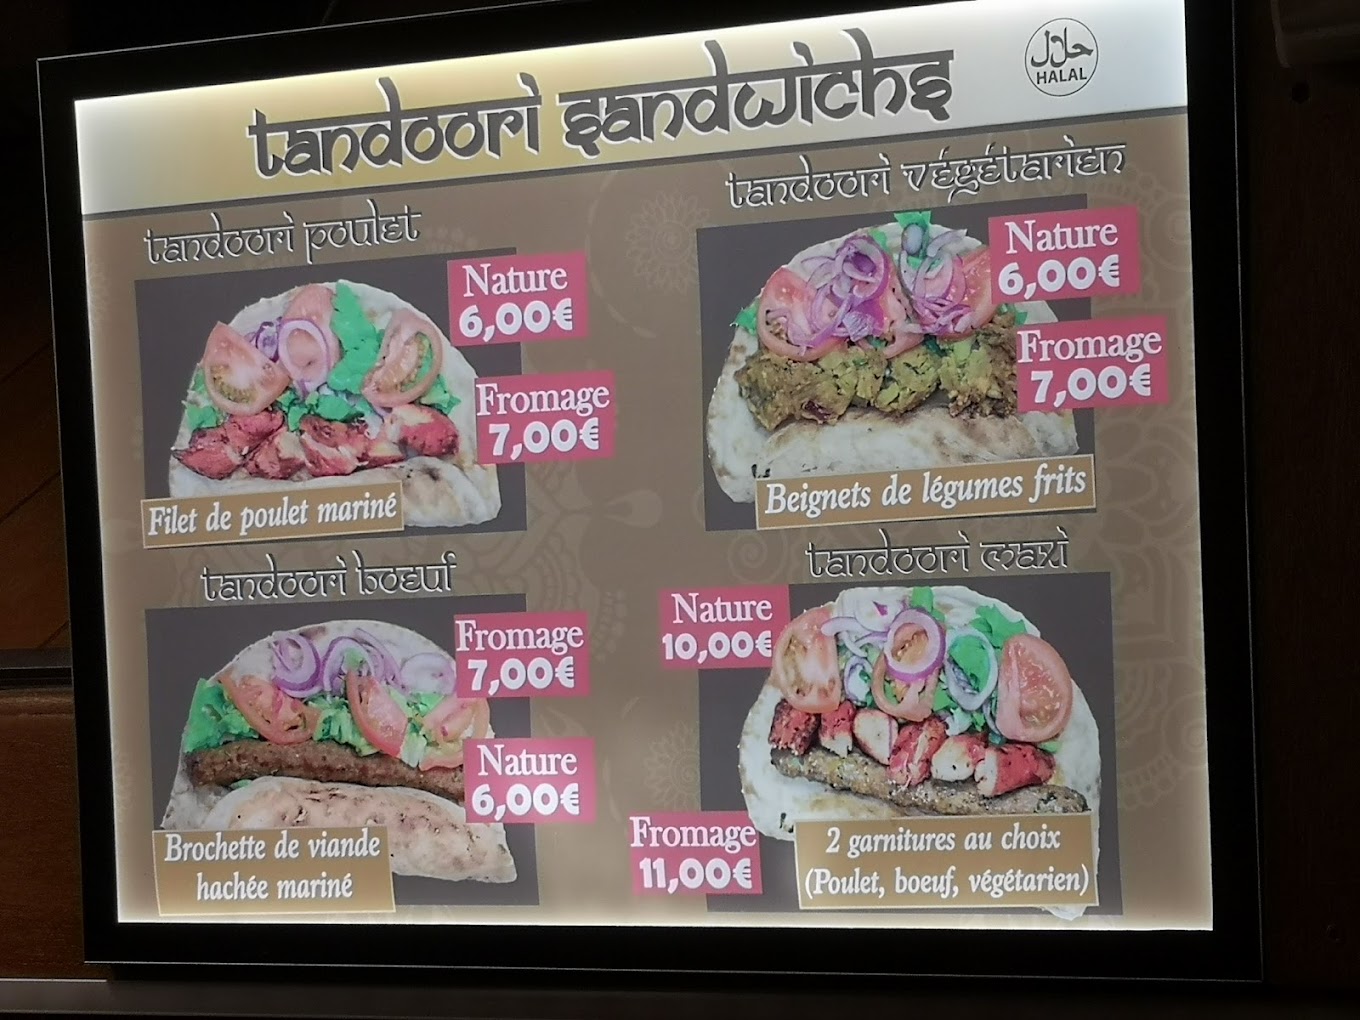 tandoori sandwichs
حلال
HALAL
tandoori poulet
Nature
6,00€
Fromage
7,00€
Filet de poulet mariné
tandoori végétarien
Nature
6,00€
Fromage
7,00€
Beignets de légumes frits
tandoori boeuf
Fromage
7,00€
Nature
6,00€
Brochette de viande
hachée mariné
tandoori maxi
Nature
10,00€
Fromage
11,00€
2 garnitures au choix
(Poulet, boeuf, végétarien)